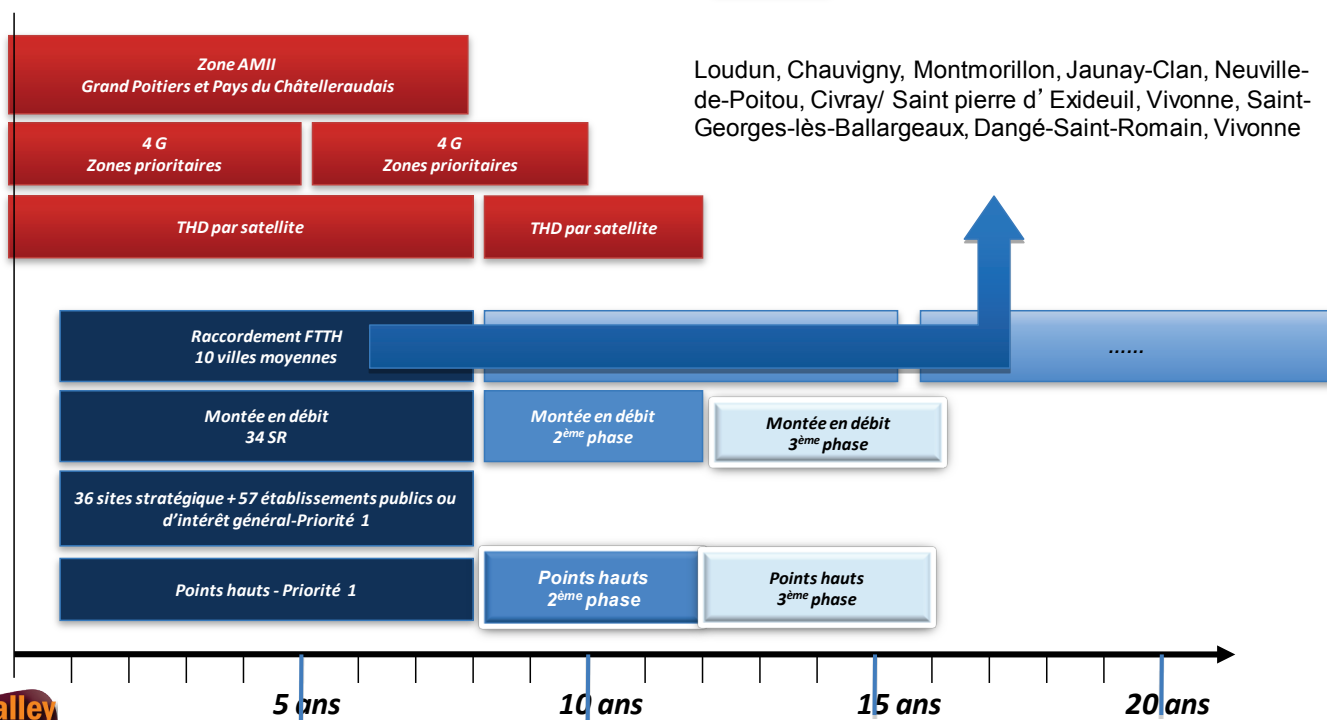 Zone AMII
Grand Poitiers et Pays du Châtelleraudais
Loudun, Chauvigny, Montmorillon, Jaunay-Clan, Neuville-
de-Poitou, Civray/ Saint pierre d’ Exideuil, Vivonne, Saint-
Georges-lès-Ballargeaux, Dangé-Saint-Romain, Vivonne
4 G
Zones prioritaires
4 G
Zones prioritaires
THD par satellite
THD par satellite
Raccordement FTTH
10 villes moyennes
......
Montée en débit
34 SR
Montée en débit
2ème phase
Montée en débit
3ème phase
36 sites stratégique + 57 établissements publics ou
d’intérêt général-Priorité 1
Points hauts - Priorité 1
Points hauts
2ème phase
Points hauts
3ème phase
5 ans
10 ans
15 ans
20 ans
alley